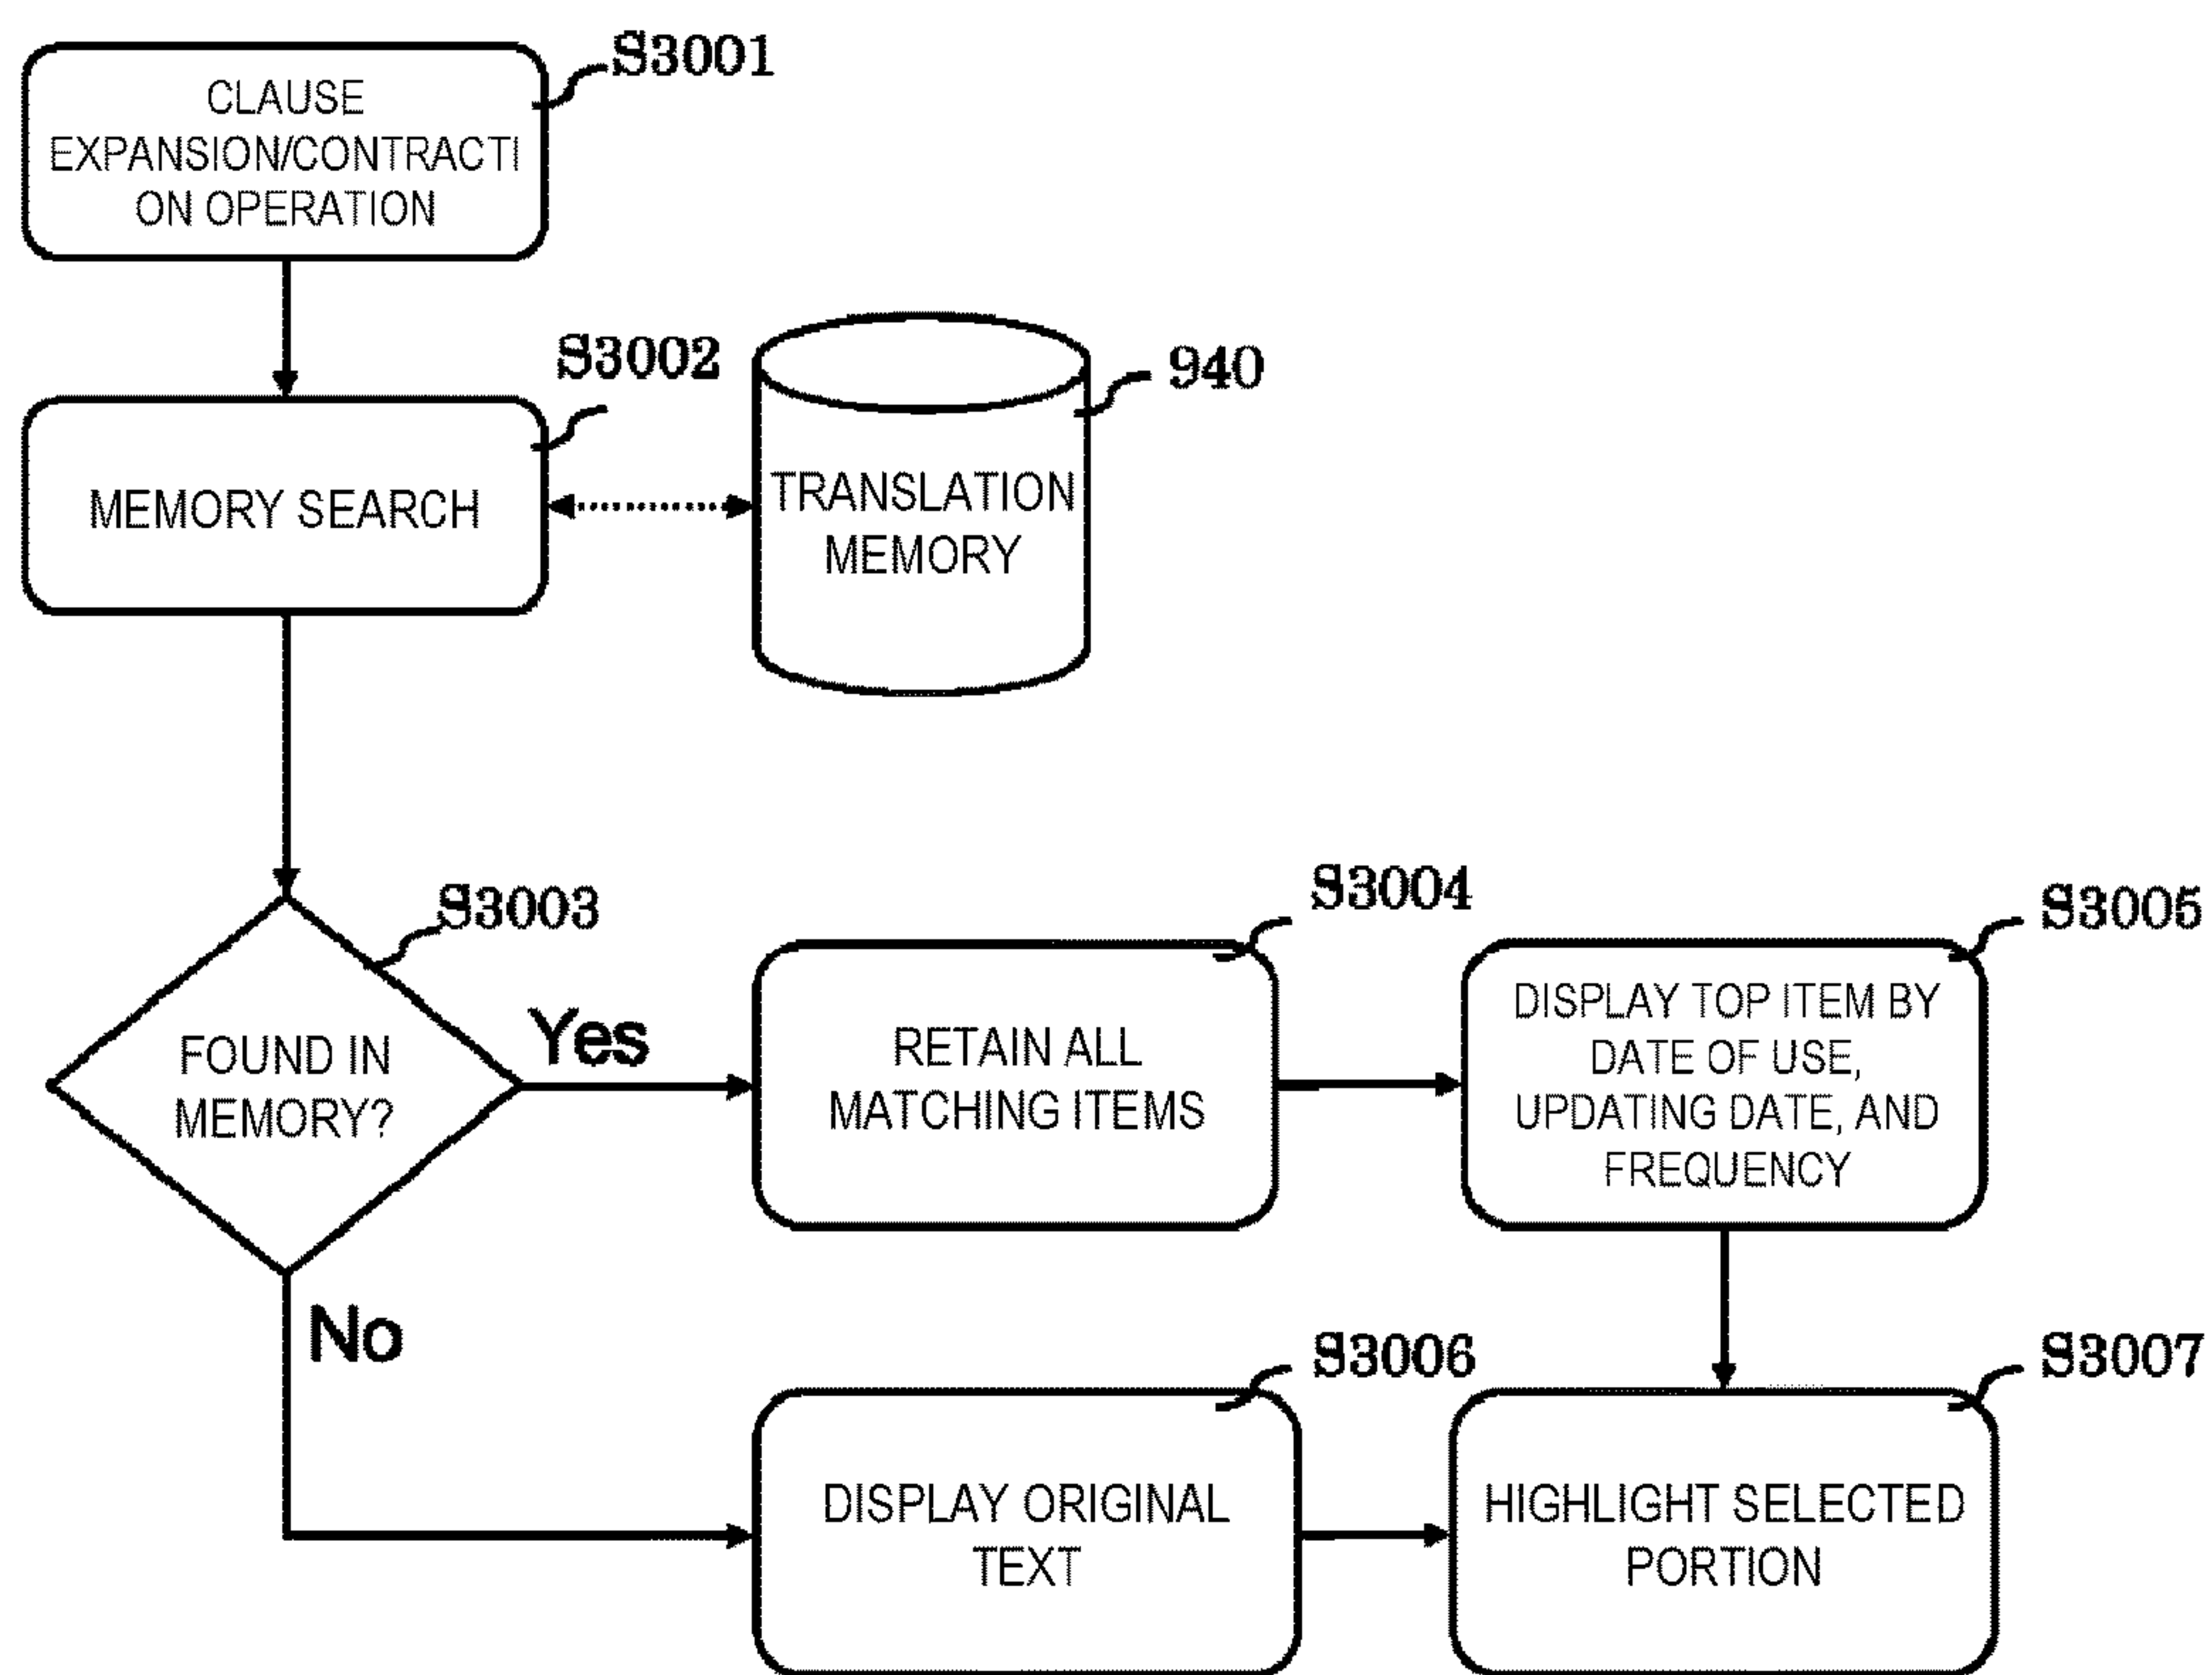 S3001
CLAUSE
EXPANSION/CONTRACTI
ON OPERATION
S3002
MEMORY SEARCH
940
TRANSLATION
MEMORY
S3003
FOUND IN
MEMORY?
Yes
No
S3004
RETAIN ALL
MATCHING ITEMS
S3005
DISPLAY TOP ITEM BY
DATE OF USE,
UPDATING DATE, AND
FREQUENCY
S3006
DISPLAY ORIGINAL
TEXT
S3007
HIGHLIGHT SELECTED
PORTION